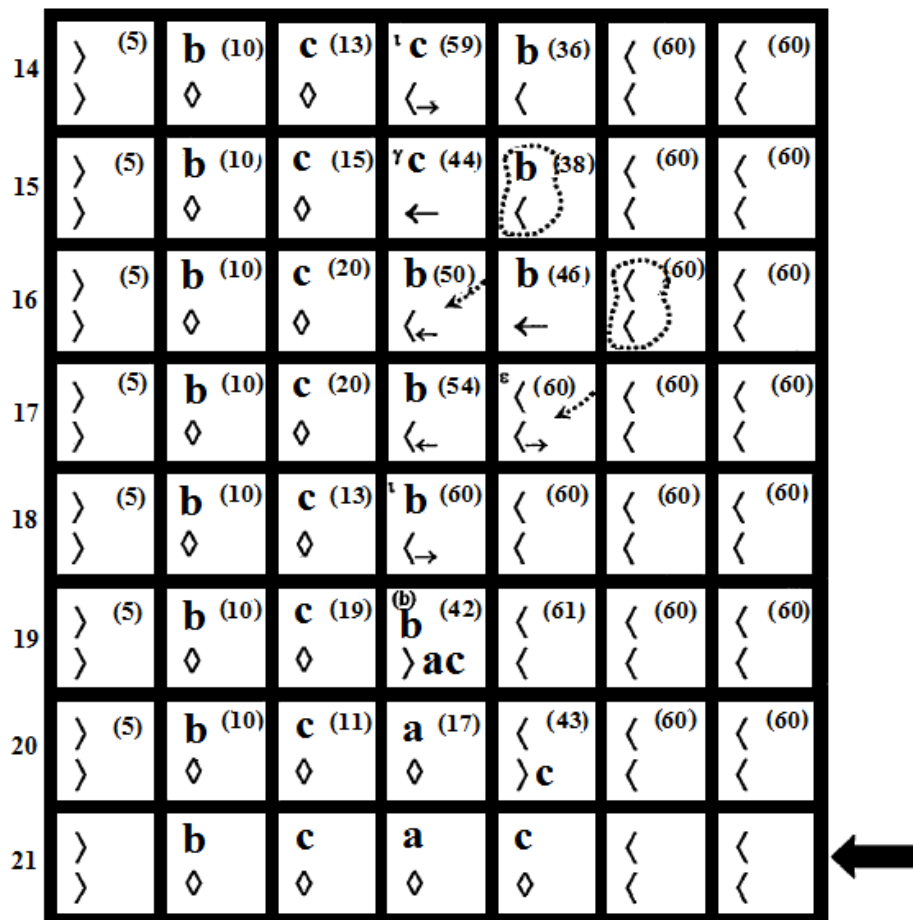 14 〉 (5) b (10) c (13) ι c (59) b (36) 〈 (60) 〈 (60)
〉 ◊ ◊ 〈→ 〈 〈 〈
15 〉 (5) b (10) c (15) γ c (44) b (38) 〈 (60) 〈 (60)
〉 ◊ ◊ ← 〈 〈 〈
16 〉 (5) b (10) c (20) b (50) b (46) 〈 (60) 〈 (60)
〉 ◊ ◊ 〈← ← 〈 〈
17 〉 (5) b (10) c (20) b (54) ε 〈 (60) 〈 (60) 〈 (60)
〉 ◊ ◊ 〈← 〈→ 〈 〈
18 〉 (5) b (10) c (13) ι b (60) 〈 (60) 〈 (60) 〈 (60)
〉 ◊ ◊ 〈→ 〈 〈 〈
19 〉 (5) b (10) c (19) (b) b (42) 〈 (61) 〈 (60) 〈 (60)
〉 ◊ ◊ 〉ac 〈 〈 〈
20 〉 (5) b (10) c (11) a (17) 〈 (43) 〈 (60) 〈 (60)
〉 ◊ ◊ ◊ 〉c 〈 〈
21 〉 b c a c 〈 〈
〉 ◊ ◊ ◊ ◊ 〈 〈